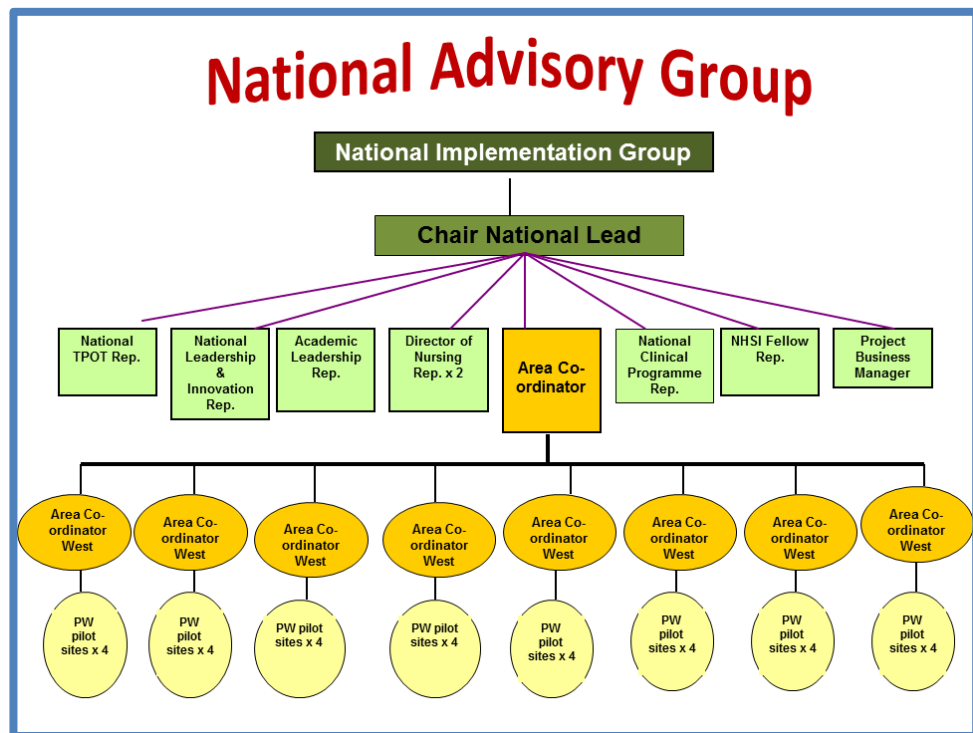 National Advisory Group
National Implementation Group
Chair National Lead
National
TPOT Rep.
National
Leadership
&
Innovation
Rep.
Academic
Leadership
Rep.
Director of
Nursing
Rep. x 2
Area Co-
ordinator
National
Clinical
Programme
Rep.
NHSI Fellow
Rep.
Project
Business
Manager
Area Co-
ordinator
West
Area Co-
ordinator
West
Area Co-
ordinator
West
Area Co-
ordinator
West
Area Co-
ordinator
West
Area Co-
ordinator
West
Area Co-
ordinator
West
Area Co-
ordinator
West
PW
pilot
sites x 4
PW
pilot
sites x 4
PW pilot
sites x 4
PW pilot
sites x 4
PW
pilot
sites x 4
PW
pilot
sites x 4
PW
pilot
sites x 4
PW
pilot
sites x 4